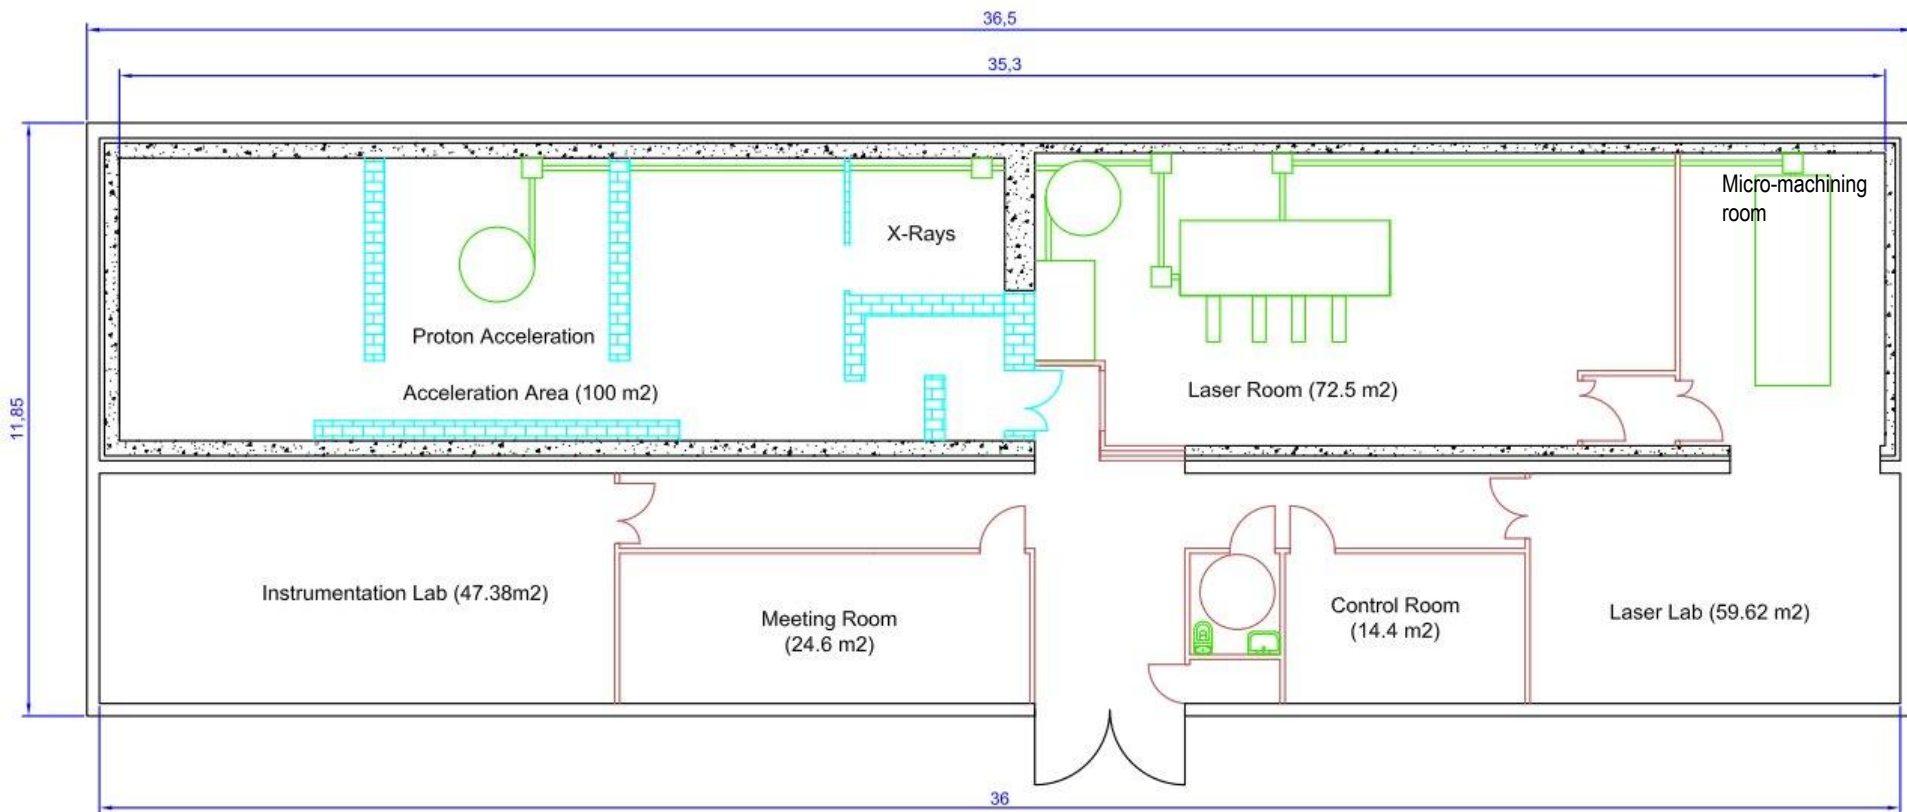 36,5
35,3
Micro-machining
room
X-Rays
Proton Acceleration
Acceleration Area (100 m2)
Laser Room (72.5 m2)
11,85
Instrumentation Lab (47.38m2)
Meeting Room
(24.6 m2)
Control Room
(14.4 m2)
Laser Lab (59.62 m2)
36